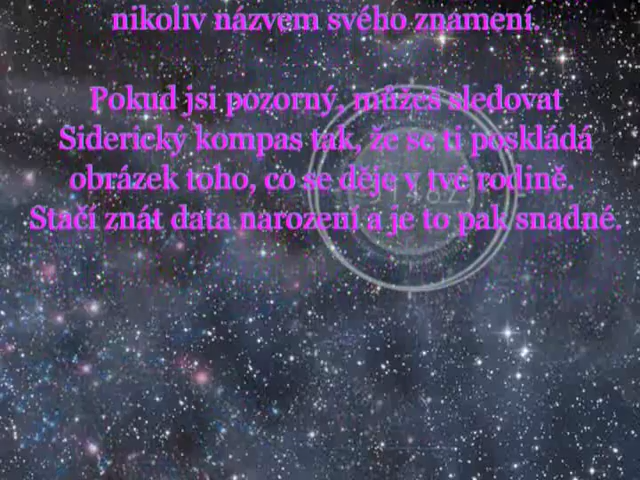 nikoliv názvem svého znamení.
Pokud jsi pozorný, můžeš sledovat
Siderický kompas tak, že se ti poskládá
obrázek toho, co se děje v tvé rodině.
Stačí znát data narození a je to pak snadné.